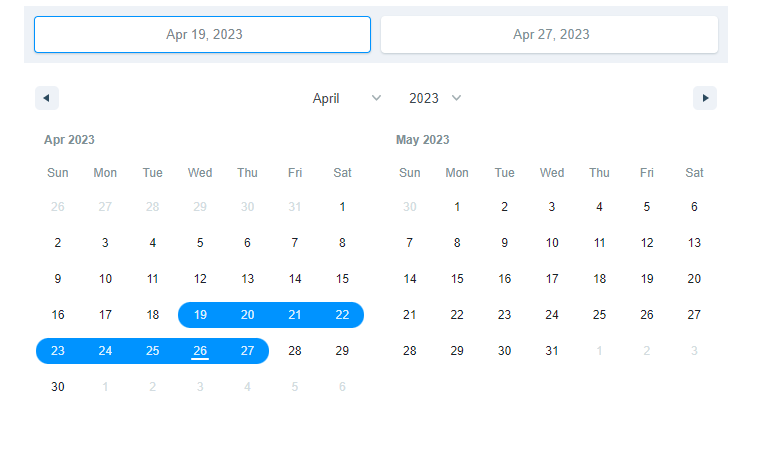 Apr 19, 2023 Apr 27, 2023
April 2023
Apr 2023 May 2023
Sun Mon Tue Wed Thu Fri Sat Sun Mon Tue Wed Thu Fri Sat
26 27 28 29 30 31 1 30 1 2 3 4 5 6
2 3 4 5 6 7 8 7 8 9 10 11 12 13
9 10 11 12 13 14 15 14 15 16 17 18 19 20
16 17 18 19 20 21 22 21 22 23 24 25 26 27
23 24 25 26 27 28 29 28 29 30 31 1 2 3
30 1 2 3 4 5 6